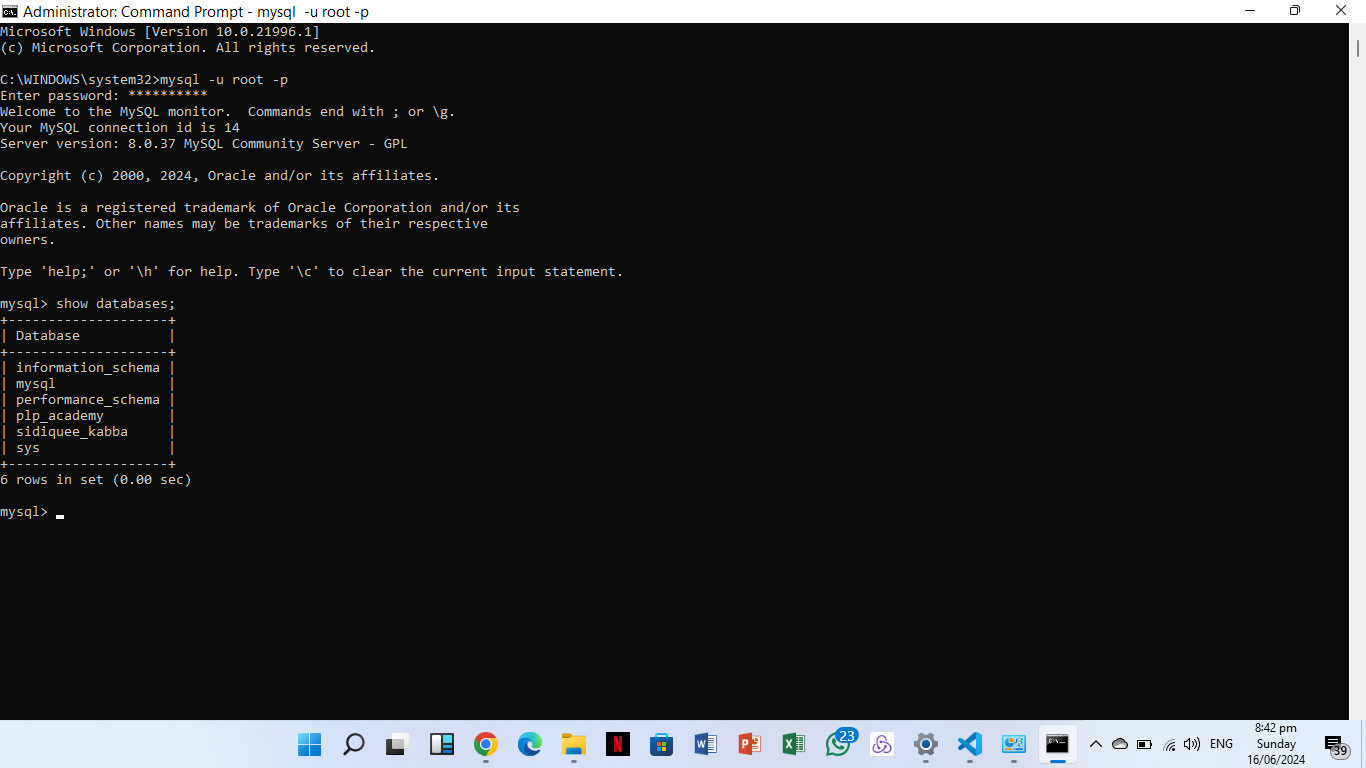 Administrator: Command Prompt - mysql  -u root -p
Microsoft Windows [Version 10.0.21996.1]
(c) Microsoft Corporation. All rights reserved.
C:\WINDOWS\system32>mysql -u root -p
Enter password: **********
Welcome to the MySQL monitor.  Commands end with ; or \g.
Your MySQL connection id is 14
Server version: 8.0.37 MySQL Community Server - GPL
Copyright (c) 2000, 2024, Oracle and/or its affiliates.
Oracle is a registered trademark of Oracle Corporation and/or its
affiliates. Other names may be trademarks of their respective
owners.
Type 'help;' or '\h' for help. Type '\c' to clear the current input statement.
mysql> show databases;
+--------------------+
| Database           |
+--------------------+
| information_schema |
| mysql              |
| performance_schema |
| plp_academy        |
| sidiquee_kabba     |
| sys                |
+--------------------+
6 rows in set (0.00 sec)
mysql>
23
ENG
8:42 pm
Sunday
16/06/2024
39